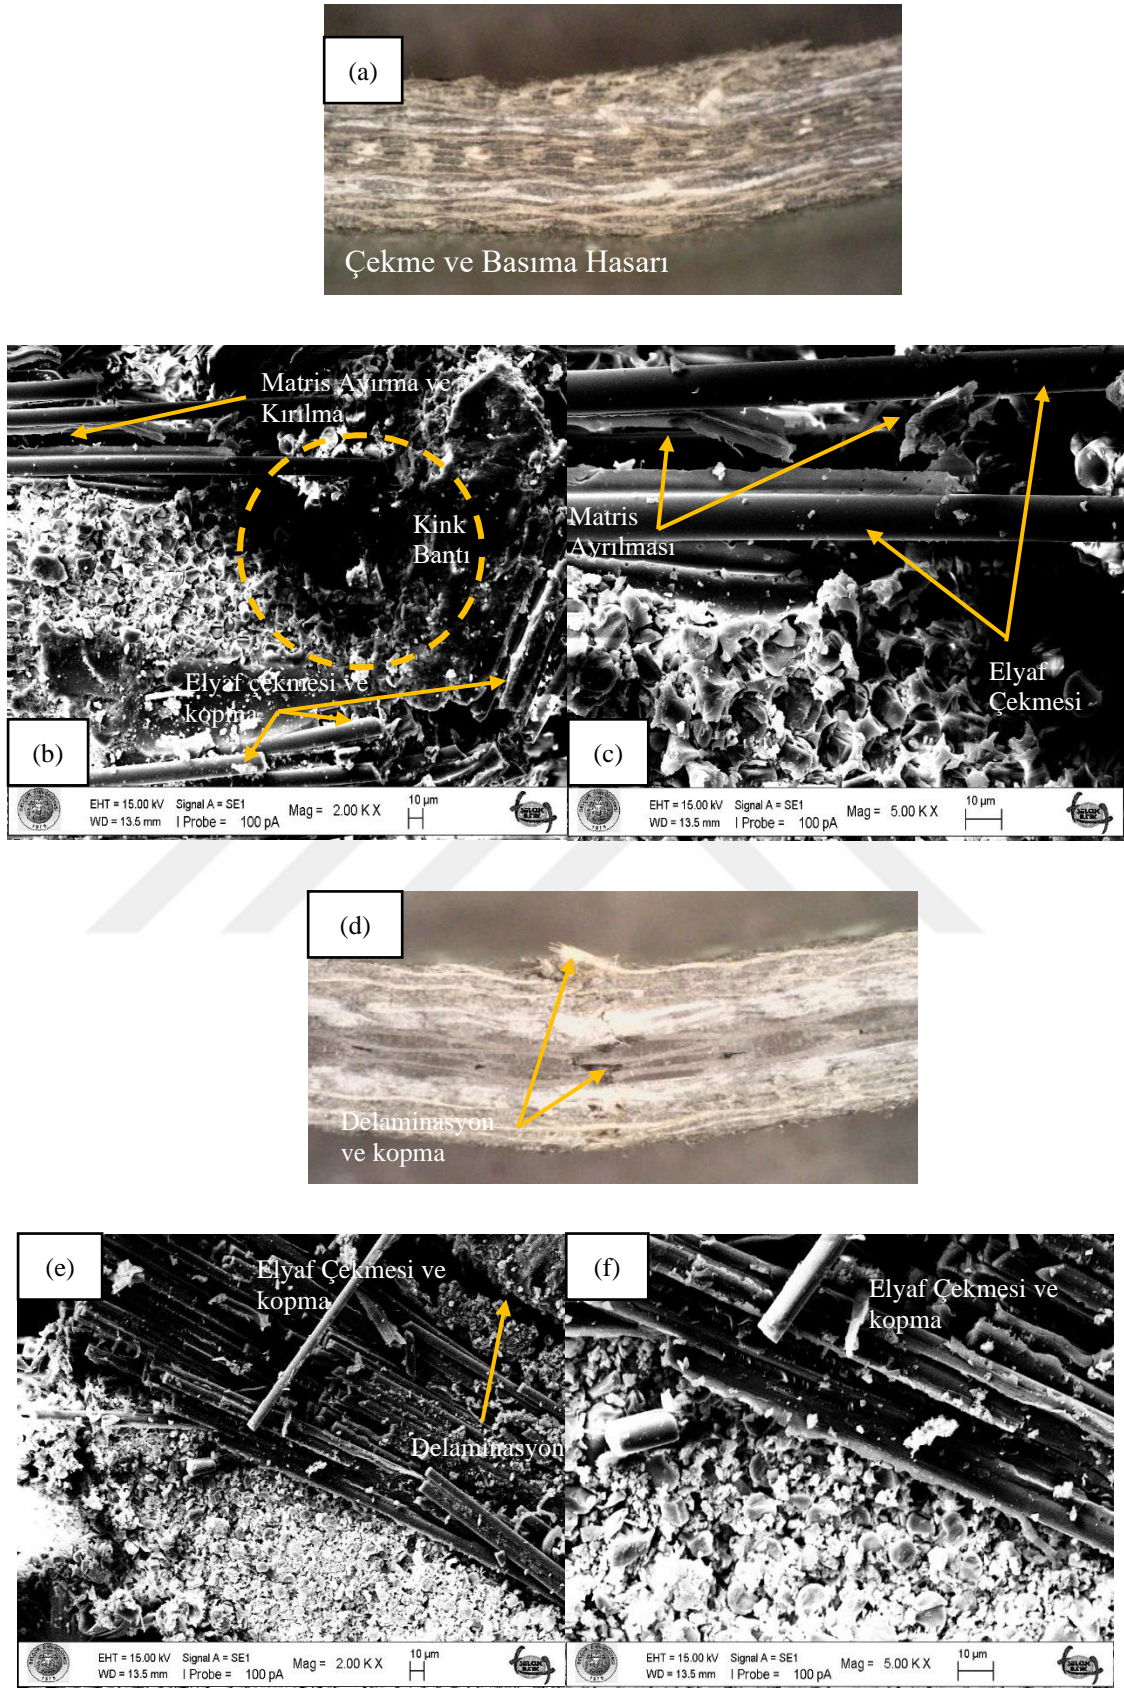 (a)
Çekme ve Basıma Hasarı
Matris Ayırma ve
Kırılma
Kink
Bantı
Elyaf çekmesi ve
kopma
(b)
EHT = 15.00 kV Signal A = SE1 Mag = 2.00 K X 10 µm
WD = 13.5 mm I Probe = 100 pA
1975
Matris
Ayrılması
Elyaf
Çekmesi
(c)
EHT = 15.00 kV Signal A = SE1 Mag = 5.00 K X 10 µm
WD = 13.5 mm I Probe = 100 pA
1975
(d)
Delaminasyon
ve kopma
(e)
Elyaf Çekmesi ve
kopma
Delaminasyon
EHT = 15.00 kV Signal A = SE1 Mag = 2.00 K X 10 µm
WD = 13.5 mm I Probe = 100 pA
1975
(f)
Elyaf Çekmesi ve
kopma
EHT = 15.00 kV Signal A = SE1 Mag = 5.00 K X 10 µm
WD = 13.5 mm I Probe = 100 pA
1975